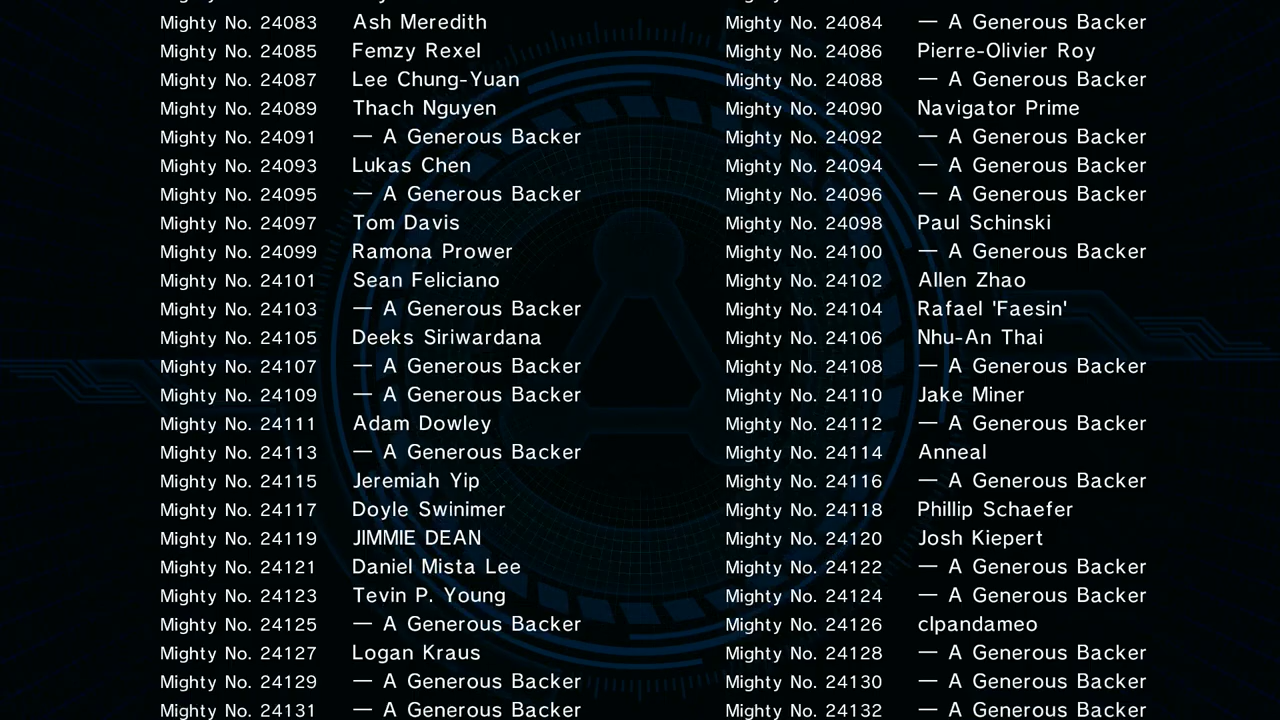 Mighty No. 24083 Ash Meredith Mighty No. 24084 — A Generous Backer
Mighty No. 24085 Femzy Rexel Mighty No. 24086 Pierre-Olivier Roy
Mighty No. 24087 Lee Chung-Yuan Mighty No. 24088 — A Generous Backer
Mighty No. 24089 Thach Nguyen Mighty No. 24090 Navigator Prime
Mighty No. 24091 — A Generous Backer Mighty No. 24092 — A Generous Backer
Mighty No. 24093 Lukas Chen Mighty No. 24094 — A Generous Backer
Mighty No. 24095 — A Generous Backer Mighty No. 24096 — A Generous Backer
Mighty No. 24097 Tom Davis Mighty No. 24098 Paul Schinski
Mighty No. 24099 Ramona Prower Mighty No. 24100 — A Generous Backer
Mighty No. 24101 Sean Feliciano Mighty No. 24102 Allen Zhao
Mighty No. 24103 — A Generous Backer Mighty No. 24104 Rafael 'Faesin'
Mighty No. 24105 Deeks Siriwardana Mighty No. 24106 Nhu-An Thai
Mighty No. 24107 — A Generous Backer Mighty No. 24108 — A Generous Backer
Mighty No. 24109 — A Generous Backer Mighty No. 24110 Jake Miner
Mighty No. 24111 Adam Dowley Mighty No. 24112 — A Generous Backer
Mighty No. 24113 — A Generous Backer Mighty No. 24114 Anneal
Mighty No. 24115 Jeremiah Yip Mighty No. 24116 — A Generous Backer
Mighty No. 24117 Doyle Swinimer Mighty No. 24118 Phillip Schaefer
Mighty No. 24119 JIMMIE DEAN Mighty No. 24120 Josh Kiepert
Mighty No. 24121 Daniel Mista Lee Mighty No. 24122 — A Generous Backer
Mighty No. 24123 Tevin P. Young Mighty No. 24124 — A Generous Backer
Mighty No. 24125 — A Generous Backer Mighty No. 24126 clpandameo
Mighty No. 24127 Logan Kraus Mighty No. 24128 — A Generous Backer
Mighty No. 24129 — A Generous Backer Mighty No. 24130 — A Generous Backer
Mighty No. 24131 — A Generous Backer Mighty No. 24132 — A Generous Backer